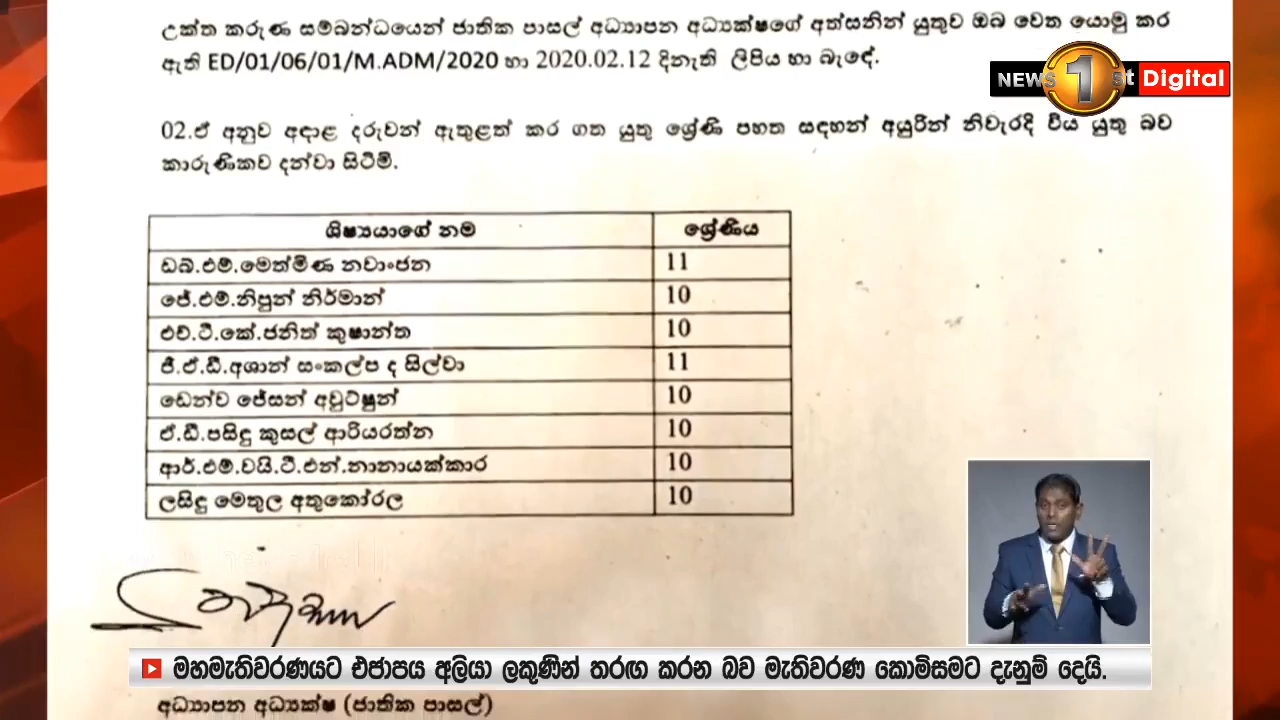 උක්ත කරුණ සම්බන්ධයෙන් ජාතික පාසල් අධ්‍යාපන අධ්‍යක්ෂගේ අත්සනින් යුතුව ඔබ වෙත යොමු කර
ඇති ED/01/06/01/M.ADM/2020 හා 2020.02.12 දිනැති ලිපිය හා බැඳේ.
NEWS 1st Digital
02.ඒ අනුව අදාළ දරුවන් ඇතුළත් කර ගත යුතු ශ්‍රේණි පහත සඳහන් අයුරින් නිවැරදි විය යුතු බව
කාරුණිකව දන්වා සිටිමි.
ශිෂ්‍යයාගේ නම ශ්‍රේණිය
ඩබ්.එම්.මෙත්මිණ නවාංජන 11
ජේ.එම්.නිපුන් නිර්මාන් 10
එච්.ටී.කේ.ජනිත් කුෂාන්ත 10
ජී.ඒ.ඩී.අශාන් සංකල්ප ද සිල්වා 11
ඩෙන්ව ජේසන් අවුට්ෂුන් 10
ඒ.ඩී.පසිඳු කුසල් ආරියරත්න 10
ආර්.එම්.වයි.ටී.එන්.නානායක්කාර 10
ලසිඳු මෙතුල අතුකෝරල 10
මහමැතිවරණයට එජාපය අලියා ලකුණින් තරඟ කරන බව මැතිවරණ කොමිසමට දැනුම් දෙයි.
අධ්‍යාපන අධ්‍යක්ෂ (ජාතික පාසල්)